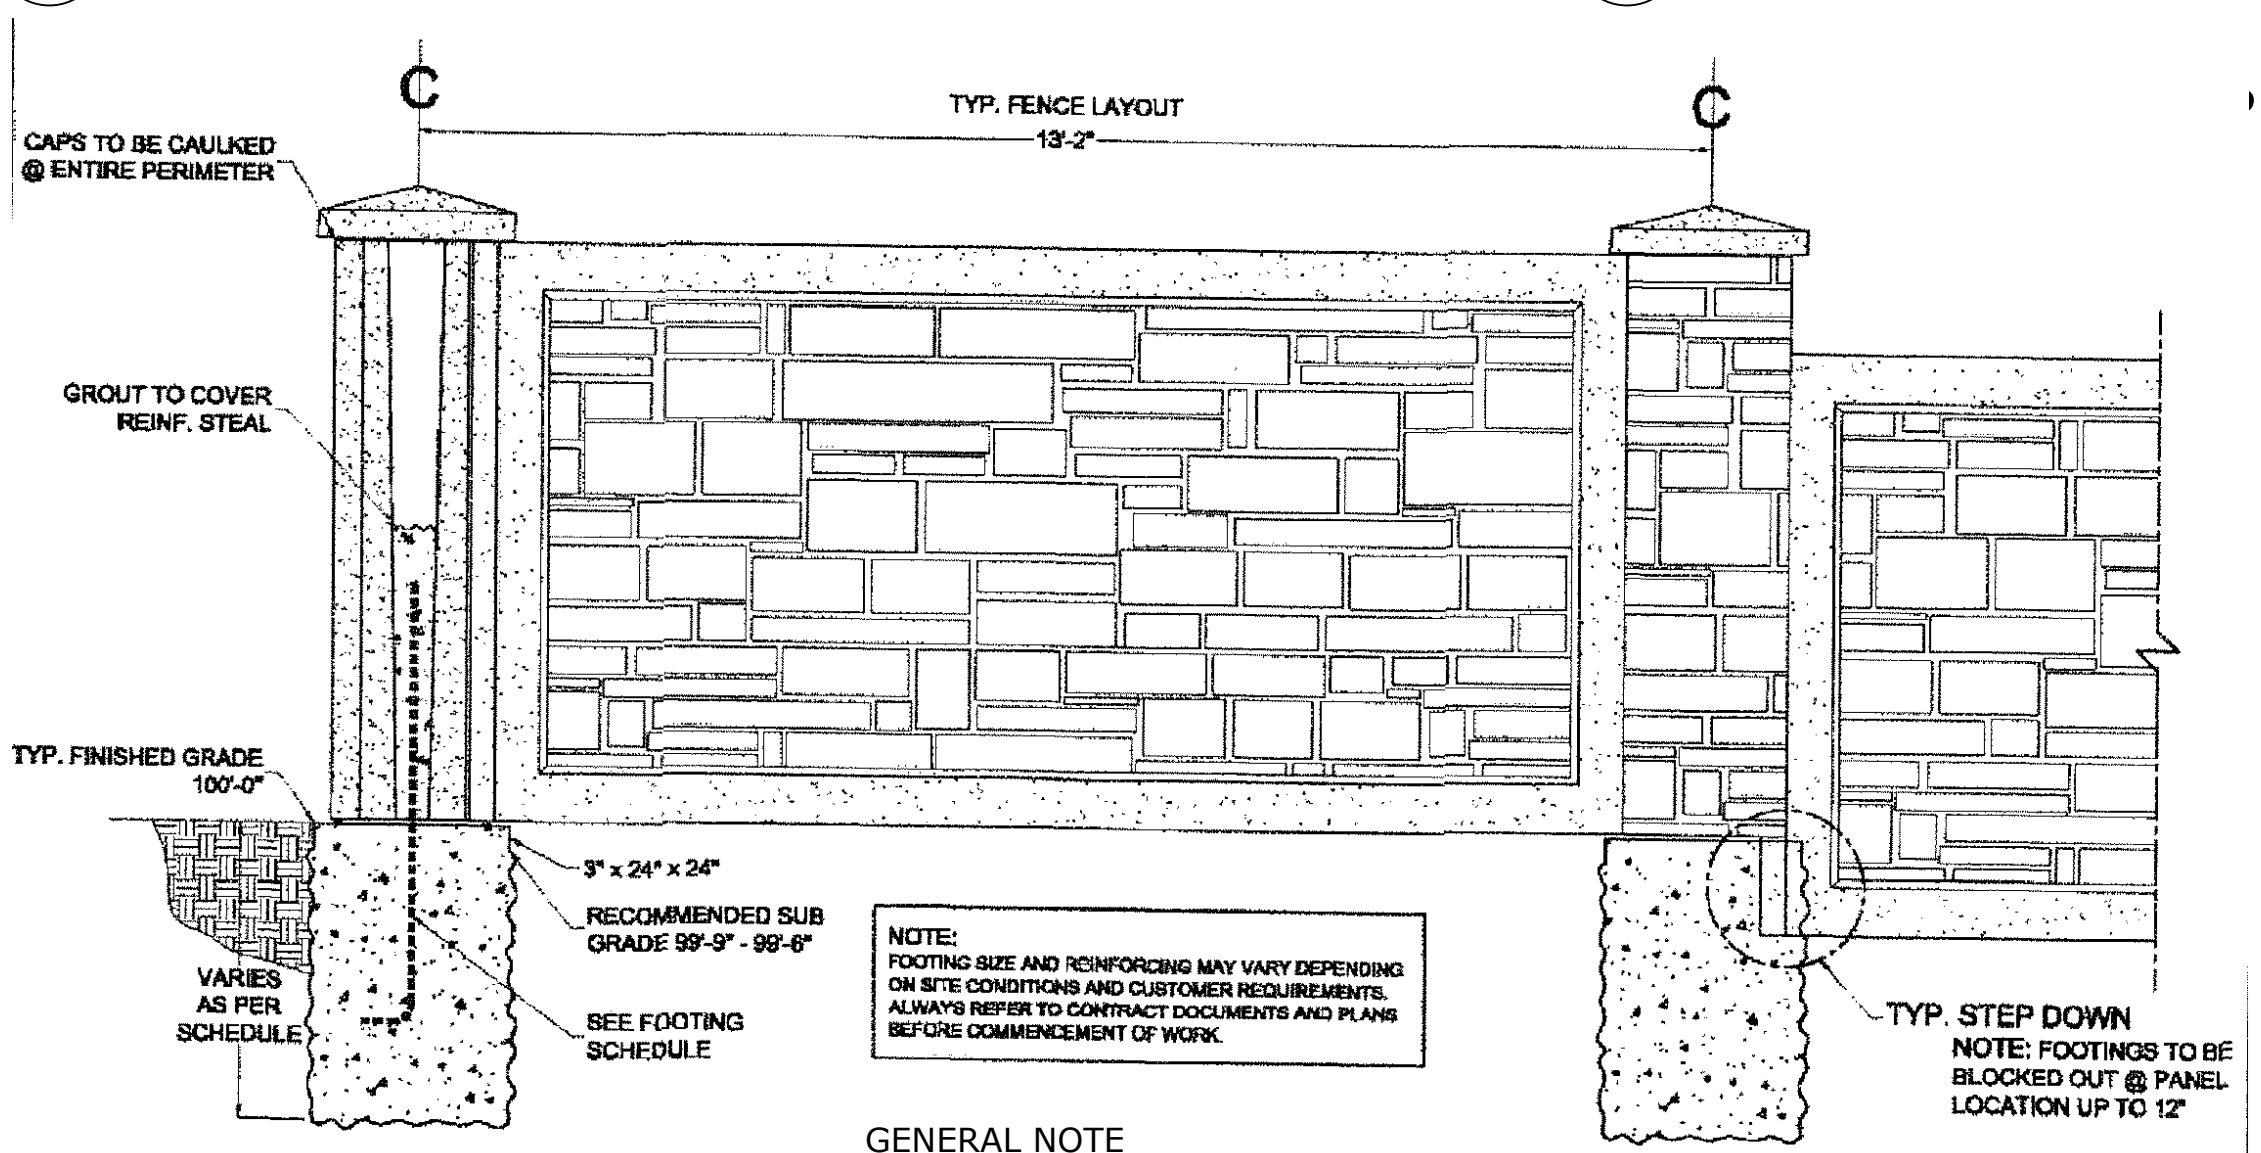 C
C
TYP. FENCE LAYOUT
13'-2"
CAPS TO BE CAULKED
@ ENTIRE PERIMETER
GROUT TO COVER
REINF. STEAL
TYP. FINISHED GRADE
100'-0"
3" x 24" x 24"
RECOMMENDED SUB
GRADE 99'-9" - 99'-6"
VARIES
AS PER
SCHEDULE
SEE FOOTING
SCHEDULE
NOTE:
FOOTING SIZE AND REINFORCING MAY VARY DEPENDING
ON SITE CONDITIONS AND CUSTOMER REQUIREMENTS.
ALWAYS REFER TO CONTRACT DOCUMENTS AND PLANS
BEFORE COMMENCEMENT OF WORK.
TYP. STEP DOWN
NOTE: FOOTINGS TO BE
BLOCKED OUT @ PANEL
LOCATION UP TO 12"
GENERAL NOTE